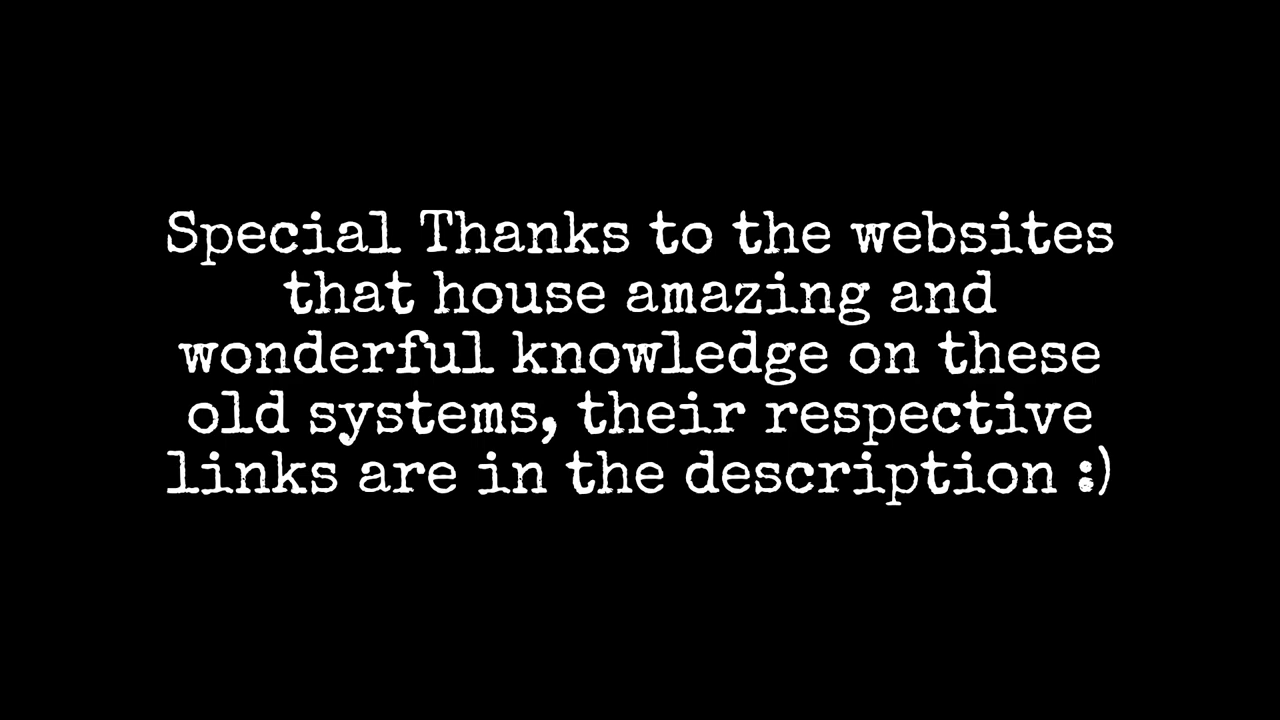 Special Thanks to the websites
that house amazing and
wonderful knowledge on these
old systems, their respective
links are in the description :)